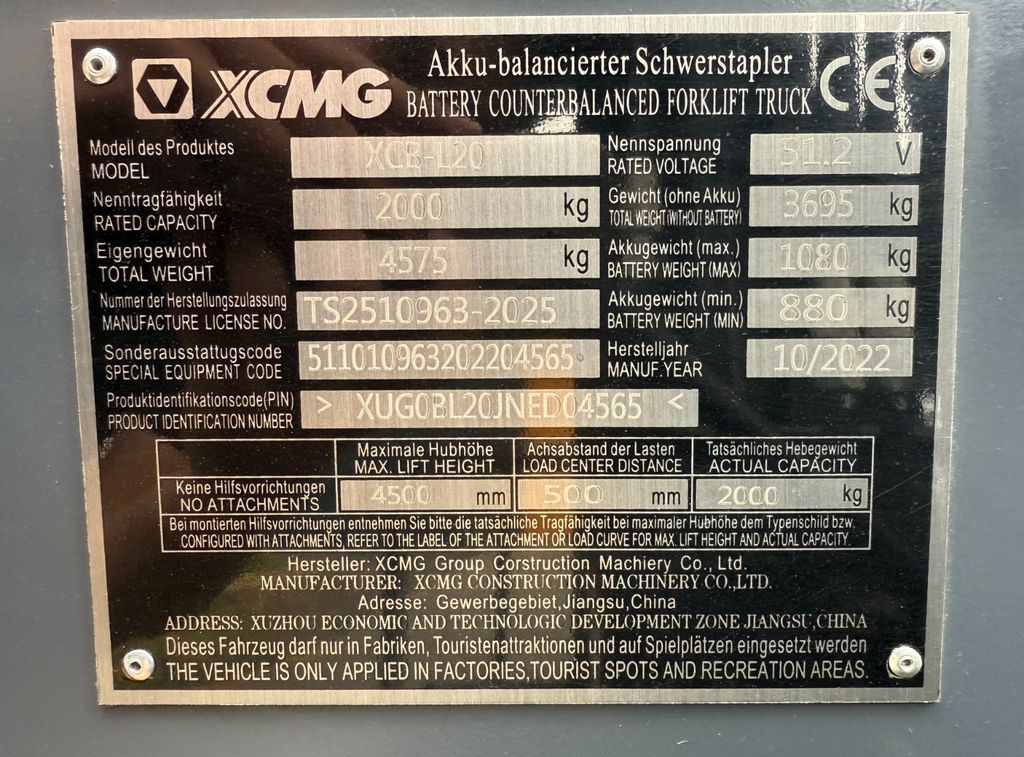 XCMG
Akku-balancierter Schwerstapler
BATTERY COUNTERBALANCED FORKLIFT TRUCK
CE
Modell des Produktes
MODEL
XCB-L20
Nennspannung
RATED VOLTAGE
51.2 V
Nenntragfähigkeit
RATED CAPACITY
2000 kg
Gewicht (ohne Akku)
TOTAL WEIGHT(WITHOUT BATTERY)
3695 kg
Eigengewicht
TOTAL WEIGHT
4575 kg
Akkugewicht (max.)
BATTERY WEIGHT (MAX)
1080 kg
Nummer der Herstellungszulassung
MANUFACTURE LICENSE NO.
TS2510963-2025
Akkugewicht (min.)
BATTERY WEIGHT (MIN)
880 kg
Sonderausstattugscode
SPECIAL EQUIPMENT CODE
511010963202204565
Herstelljahr
MANUF.YEAR
10/2022
Produktidentifikationscode(PIN)
PRODUCT IDENTIFICATION NUMBER
> XUG0BL20JNED04565 <
Maximale Hubhöhe
MAX. LIFT HEIGHT
Achsabstand der Lasten
LOAD CENTER DISTANCE
Tatsächliches Hebegewicht
ACTUAL CAPACITY
Keine Hilfsvorrichtungen
NO ATTACHMENTS
4500 mm
500 mm
2000 kg
Bei montierten Hilfsvorrichtungen entnehmen Sie bitte die tatsächliche Tragfähigkeit bei maximaler Hubhöhe dem Typenschild bzw.
CONFIGURED WITH ATTACHMENTS, REFER TO THE LABEL OF THE ATTACHMENT OR LOAD CURVE FOR MAX. LIFT HEIGHT AND ACTUAL CAPACITY.
Hersteller: XCMG Group Construction Machiery Co., Ltd.
MANUFACTURER: XCMG CONSTRUCTION MACHINERY CO.,LTD.
Adresse: Gewerbegebiet,Jiangsu,China
ADDRESS: XUZHOU ECONOMIC AND TECHNOLOGIC DEVELOPMENT ZONE JIANGSU,CHINA
Dieses Fahrzeug darf nur in Fabriken, Touristenattraktionen und auf Spielplätzen eingesetzt werden
THE VEHICLE IS ONLY APPLIED IN FACTORIES,TOURIST SPOTS AND RECREATION AREAS.